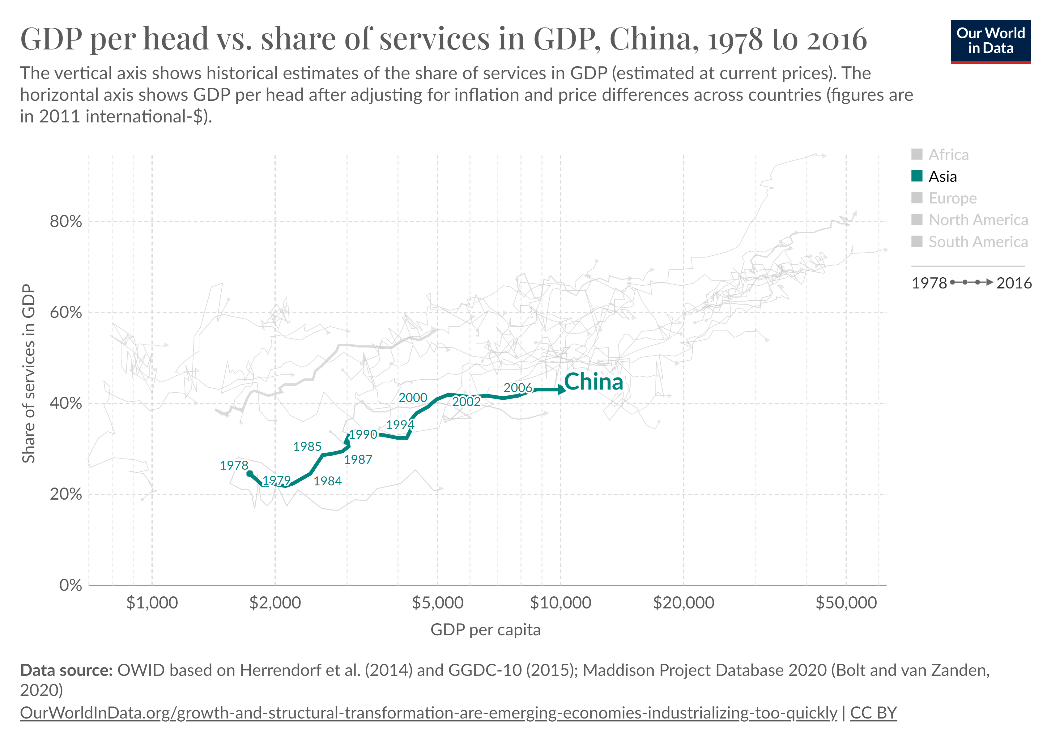 GDP per head vs. share of services in GDP, China, 1978 to 2016
Our World
in Data
The vertical axis shows historical estimates of the share of services in GDP (estimated at current prices). The
horizontal axis shows GDP per head after adjusting for inflation and price differences across countries (figures are
in 2011 international-$).
Africa
Asia
Europe
North America
South America
1978 2016
Share of services in GDP
80%
60%
40%
20%
0%
China
2006
2002
2000
1994
1990
1987
1985
1984
1979
1978
$1,000 $2,000 $5,000 $10,000 $20,000 $50,000
GDP per capita
Data source: OWID based on Herrendorf et al. (2014) and GGDC-10 (2015); Maddison Project Database 2020 (Bolt and van Zanden,
2020)
OurWorldInData.org/growth-and-structural-transformation-are-emerging-economies-industrializing-too-quickly | CC BY